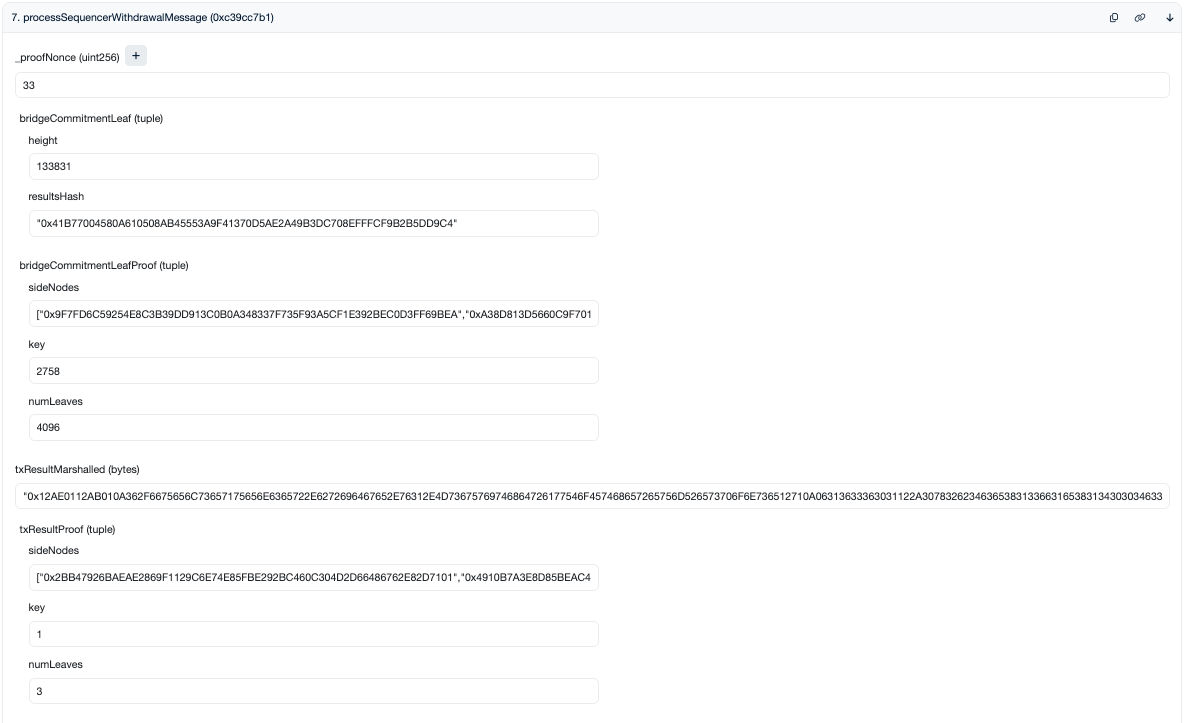 7. processSequencerWithdrawalMessage (0xc39cc7b1)
_proofNonce (uint256) +
33
bridgeCommitmentLeaf (tuple)
height
133831
resultsHash
"0x41B77004580A610508AB45553A9F41370D5AE2A49B3DC708EFFFCF9B2B5DD9C4"
bridgeCommitmentLeafProof (tuple)
sideNodes
["0x9F7FD6C59254E8C3B39DD913C0B0A348337F735F93A5CF1E392BEC0D3FF69BEA","0xA38D813D5660C9F701
key
2758
numLeaves
4096
txResultMarshalled (bytes)
"0x12AE0112AB010A362F6675656C73657175656E6365722E6272696467652E76312E4D73675769746864726177546F457468657265756D526573706F6E736512710A06313633363031122A307832623463653831336631653831343030346333
txResultProof (tuple)
sideNodes
["0x2BB47926BAEAE2869F1129C6E74E85FBE292BC460C304D2D66486762E82D7101","0x4910B7A3E8D85BEAC4
key
1
numLeaves
3